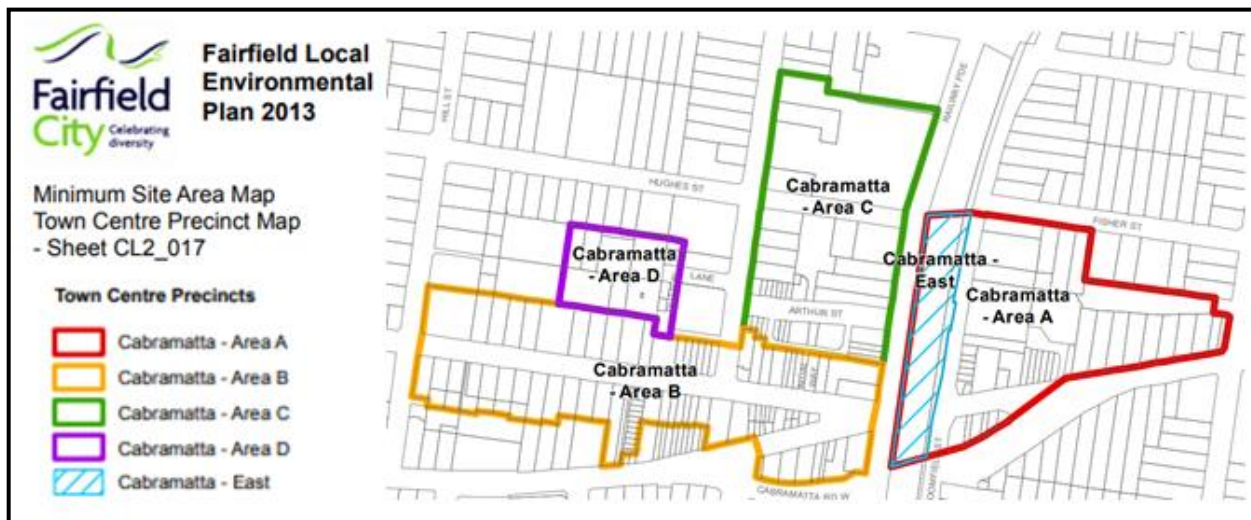 Fairfield
City Celebrating
diversity
Fairfield Local
Environmental
Plan 2013
Minimum Site Area Map
Town Centre Precinct Map
- Sheet CL2_017
Town Centre Precincts
Cabramatta - Area A
Cabramatta - Area B
Cabramatta - Area C
Cabramatta - Area D
Cabramatta - East
HILL ST
HUGHES ST
RAILWAY PDE
FISHER ST
Cabramatta
- Area C
Cabramatta
- Area D
LANE
Cabramatta -
East
Cabramatta
- Area A
ARTHUR ST
Cabramatta
- Area B
CABRAMATTA RD W